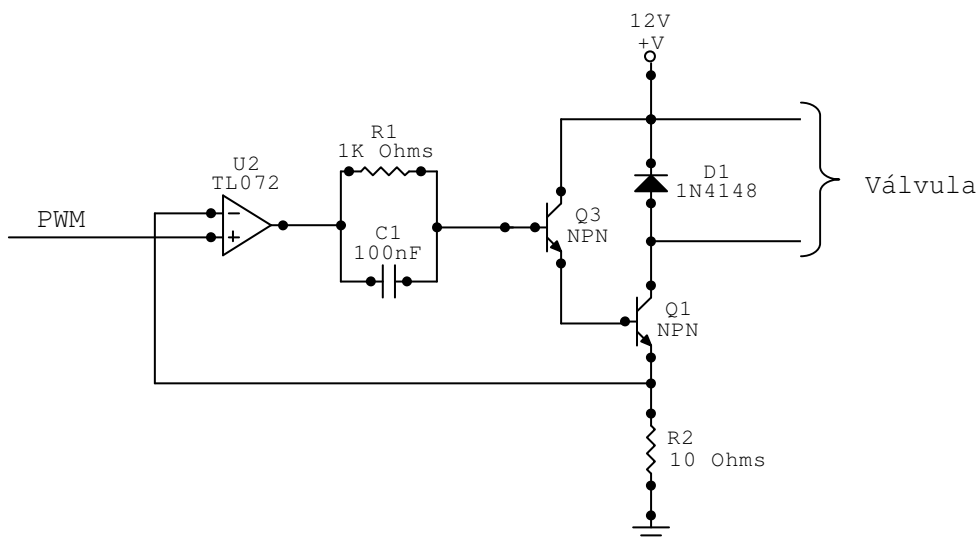 12V
+V
R1
1K Ohms
U2
TL072
D1
1N4148
Válvula
PWM
-
+
Q3
NPN
C1
100nF
Q1
NPN
R2
10 Ohms